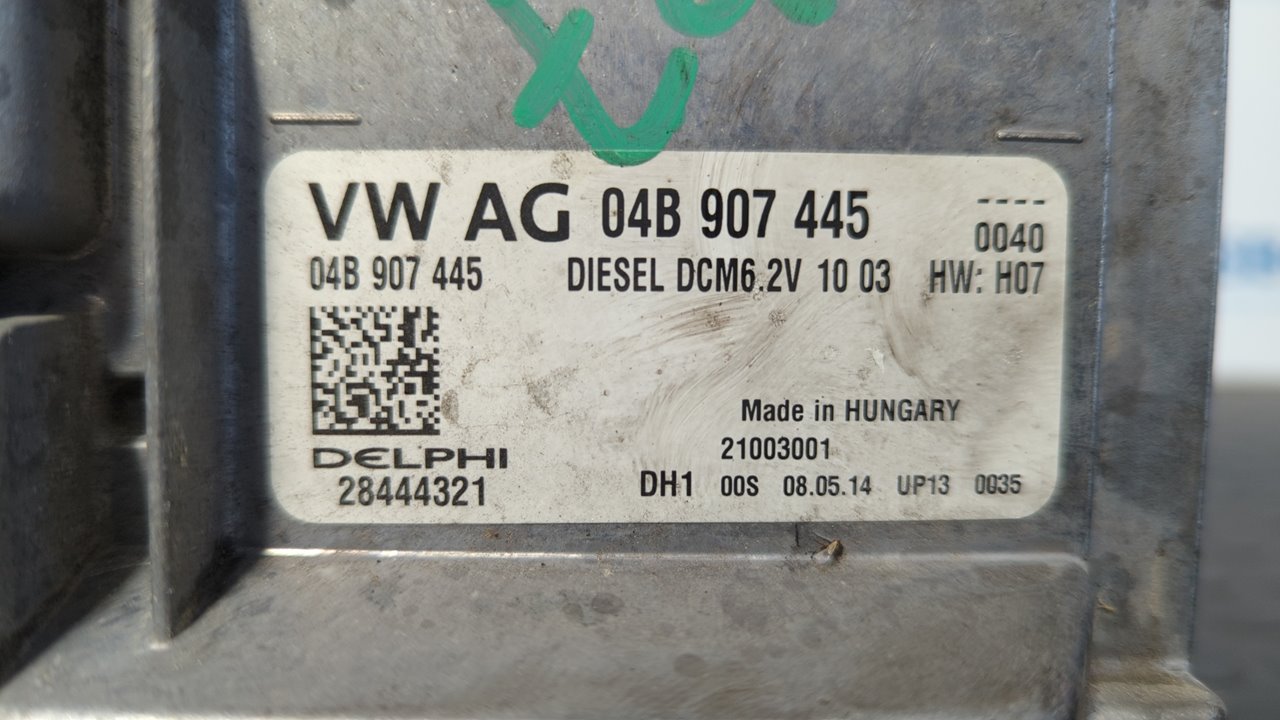 VW AG 04B 907 445
----
0040
04B 907 445 DIESEL DCM6.2V 10 03 HW: H07
Made in HUNGARY
21003001
DELPHI
28444321
DH1 00S 08.05.14 UP13 0035